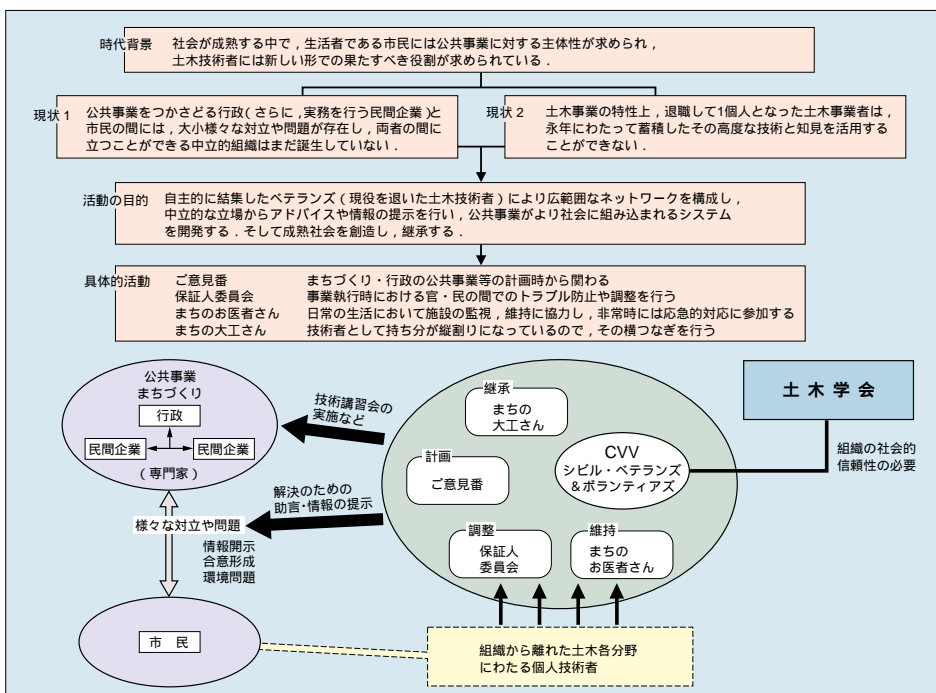 時代背景
社会が成熟する中で，生活者である市民には公共事業に対する主体性が求められ，
土木技術者には新しい形での果たすべき役割が求められている．
現状1
公共事業をつかさどる行政（さらに，実務を行う民間企業）と
市民の間には，大小様々な対立や問題が存在し，両者の間に
立つことができる中立的組織はまだ誕生していない．
現状2
土木事業の特性上，退職して1個人となった土木事業者は，
永年にわたって蓄積したその高度な技術と知見を活用する
ことができない．
活動の目的
自主的に結集したベテランズ（現役を退いた土木技術者）により広範囲なネットワークを構成し，
中立的な立場からアドバイスや情報の提示を行い，公共事業がより社会に組み込まれるシステム
を開発する．そして成熟社会を創造し，継承する．
具体的活動
ご意見番 まちづくり・行政の公共事業等の計画時から関わる
保証人委員会 事業執行時における官・民の間でのトラブル防止や調整を行う
まちのお医者さん 日常の生活において施設の監視，維持に協力し，非常時には応急的対応に参加する
まちの大工さん 技術者として持ち分が縦割りになっているので，その横つなぎを行う
公共事業
まちづくり
行政
民間企業 民間企業
（専門家）
技術講習会の
実施など
解決のための
助言・情報の提示
様々な対立や問題
情報開示
合意形成
環境問題
市 民
継承
まちの
大工さん
計画
ご意見番
CVV
シビル・ベテランズ
＆ボランティアズ
調整
保証人
委員会
維持
まちの
お医者さん
土木学会
組織の社会的
信頼性の必要
組織から離れた土木各分野
にわたる個人技術者